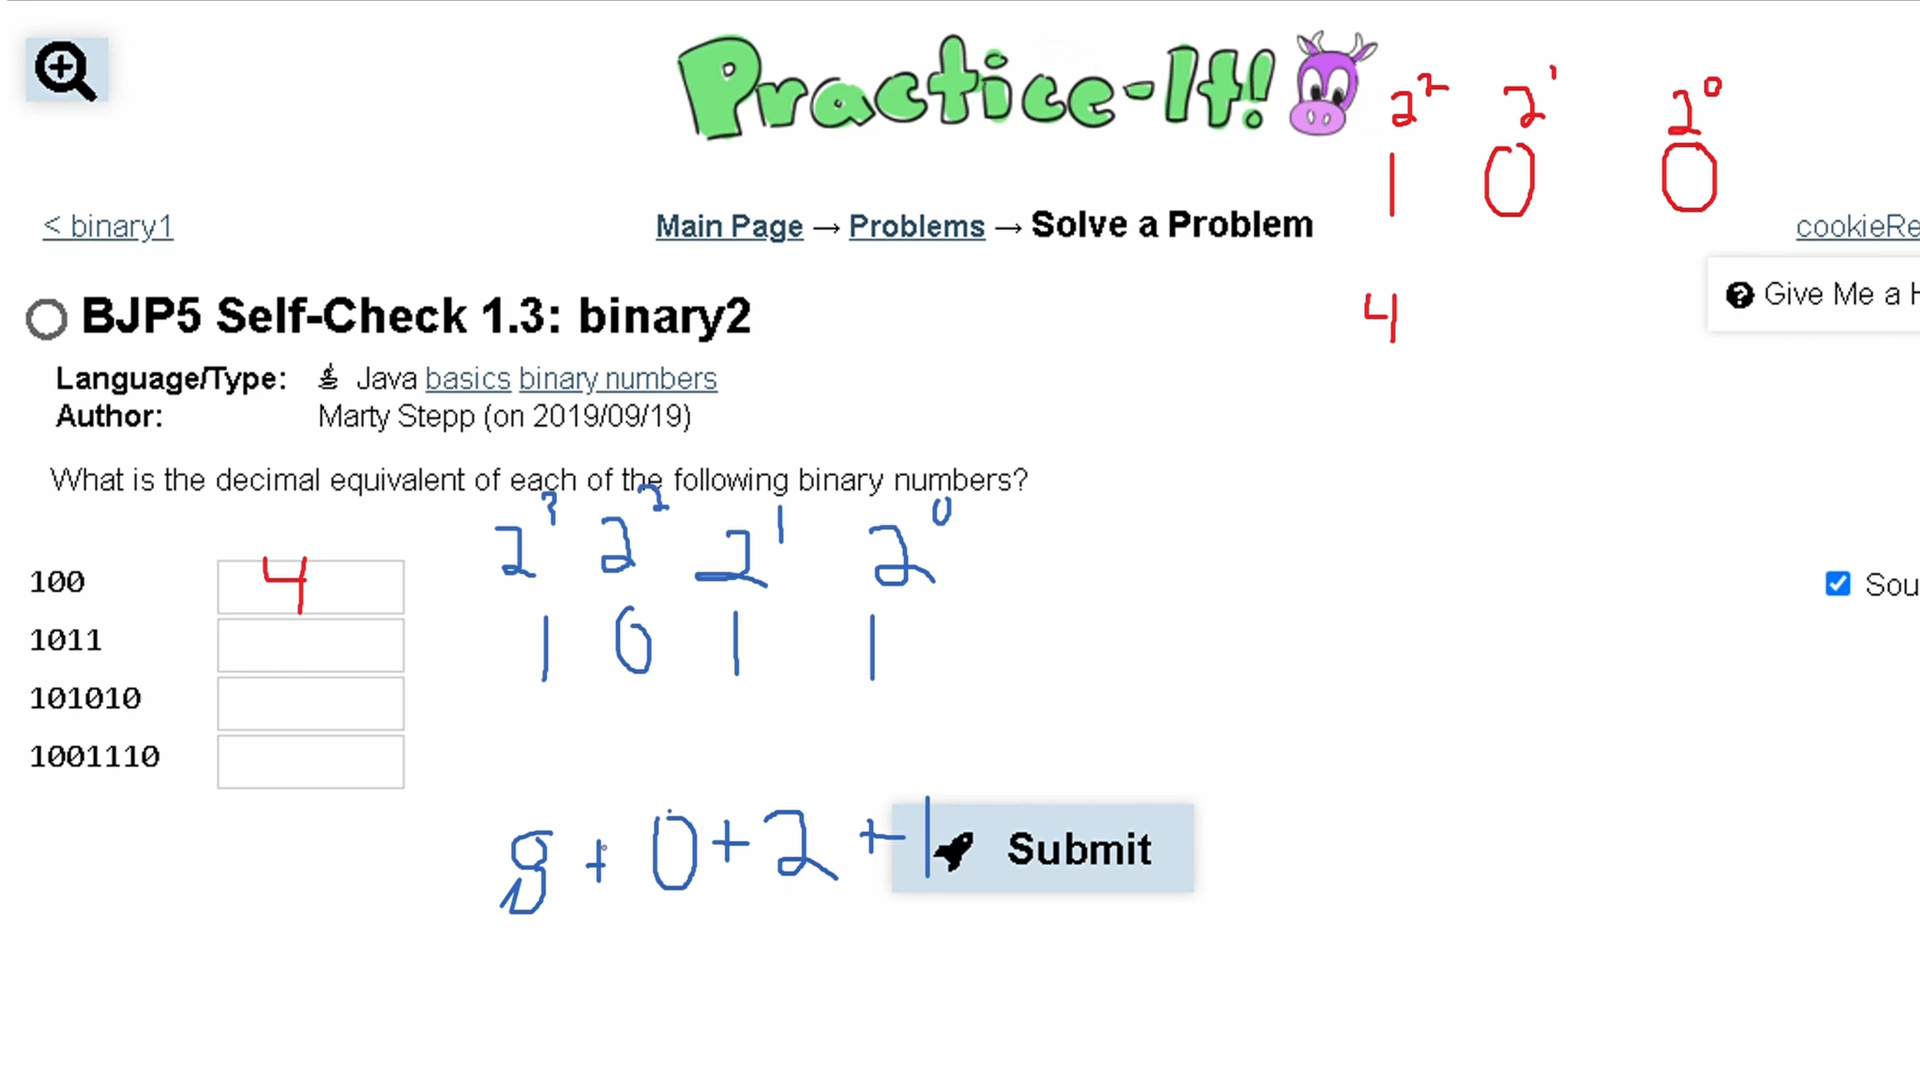 Practice-It!
2² 2¹ 2⁰
1 0 0
< binary1
Main Page → Problems → Solve a Problem
cookieRe
4
Give Me a H
BJP5 Self-Check 1.3: binary2
Language/Type: Java basics binary numbers
Author: Marty Stepp (on 2019/09/19)
What is the decimal equivalent of each of the following binary numbers?
2³ 2² 2¹ 2⁰
100 4
Sou
1011
1 0 1 1
101010
1001110
8 + 0 + 2 + 1
Submit